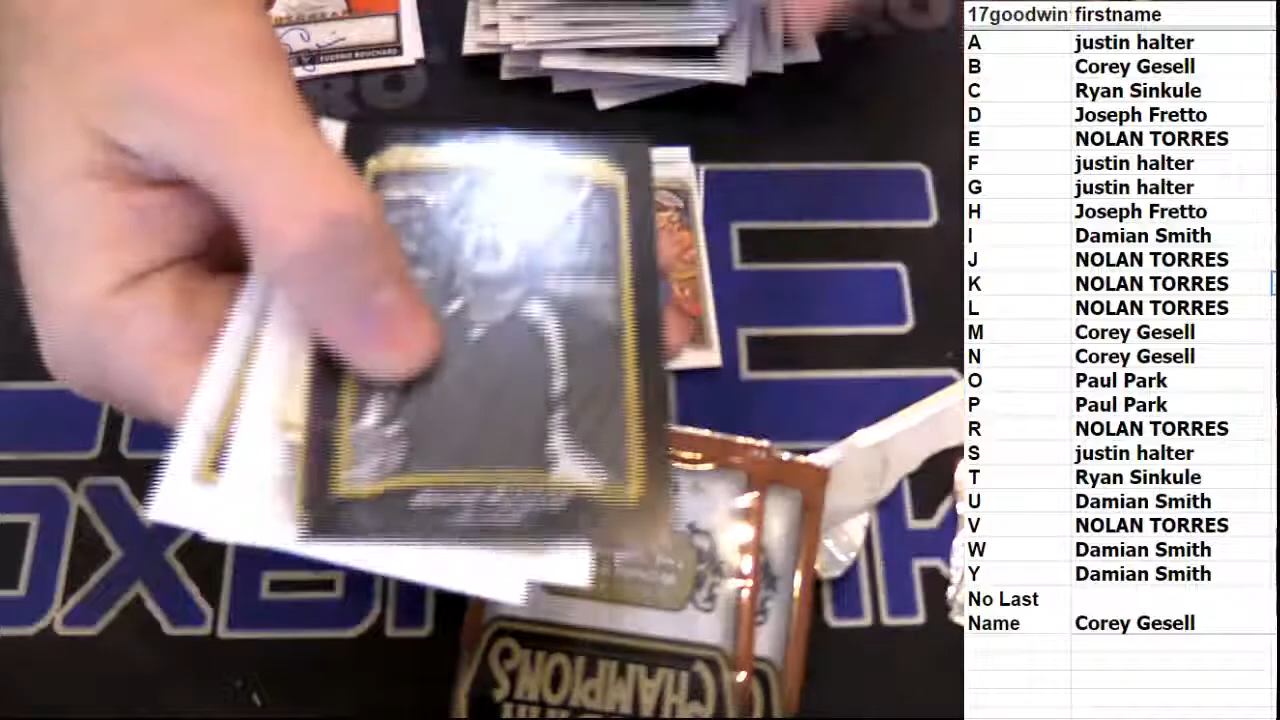 17goodwin firstname
A justin halter
B Corey Gesell
C Ryan Sinkule
D Joseph Fretto
E NOLAN TORRES
F justin halter
G justin halter
H Joseph Fretto
I Damian Smith
J NOLAN TORRES
K NOLAN TORRES
L NOLAN TORRES
M Corey Gesell
N Corey Gesell
O Paul Park
P Paul Park
R NOLAN TORRES
S justin halter
T Ryan Sinkule
U Damian Smith
V NOLAN TORRES
W Damian Smith
Y Damian Smith
No Last
Name Corey Gesell
EUGENIE BOUCHARD
CHAMPIONS